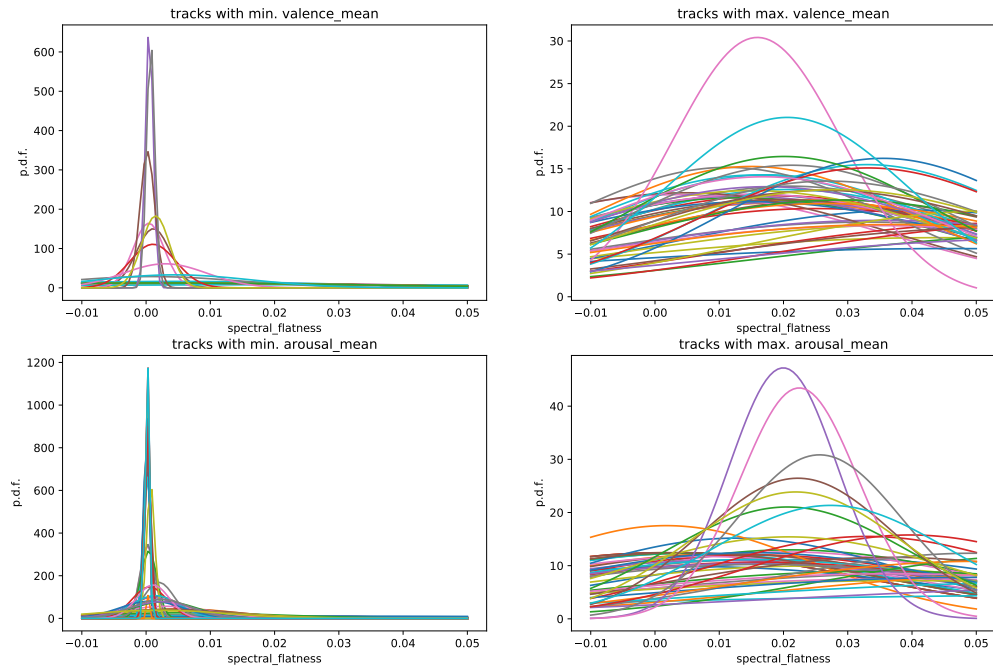 tracks with min. valence_mean
600
500
400
300
200
100
0
p.d.f.
−0.01 0.00 0.01 0.02 0.03 0.04 0.05
spectral_flatness
tracks with max. valence_mean
30
25
20
15
10
5
0
p.d.f.
−0.01 0.00 0.01 0.02 0.03 0.04 0.05
spectral_flatness
tracks with min. arousal_mean
1200
1000
800
600
400
200
0
p.d.f.
−0.01 0.00 0.01 0.02 0.03 0.04 0.05
spectral_flatness
tracks with max. arousal_mean
40
30
20
10
0
p.d.f.
−0.01 0.00 0.01 0.02 0.03 0.04 0.05
spectral_flatness